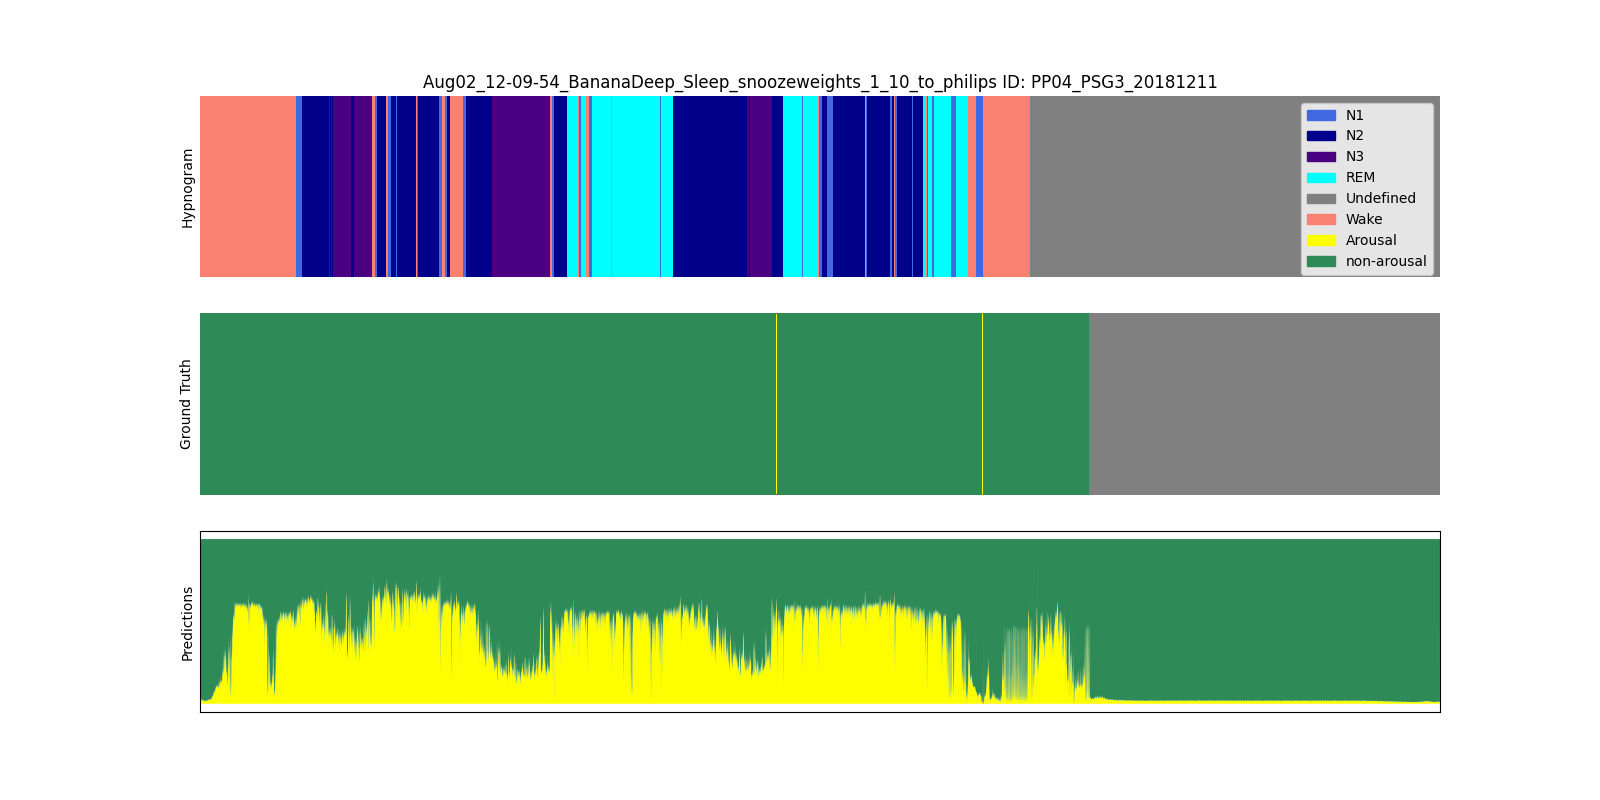 Aug02_12-09-54_BananaDeep_Sleep_snoozeweights_1_10_to_philips ID: PP04_PSG3_20181211
Hypnogram
N1
N2
N3
REM
Undefined
Wake
Arousal
non-arousal
Ground Truth
Predictions